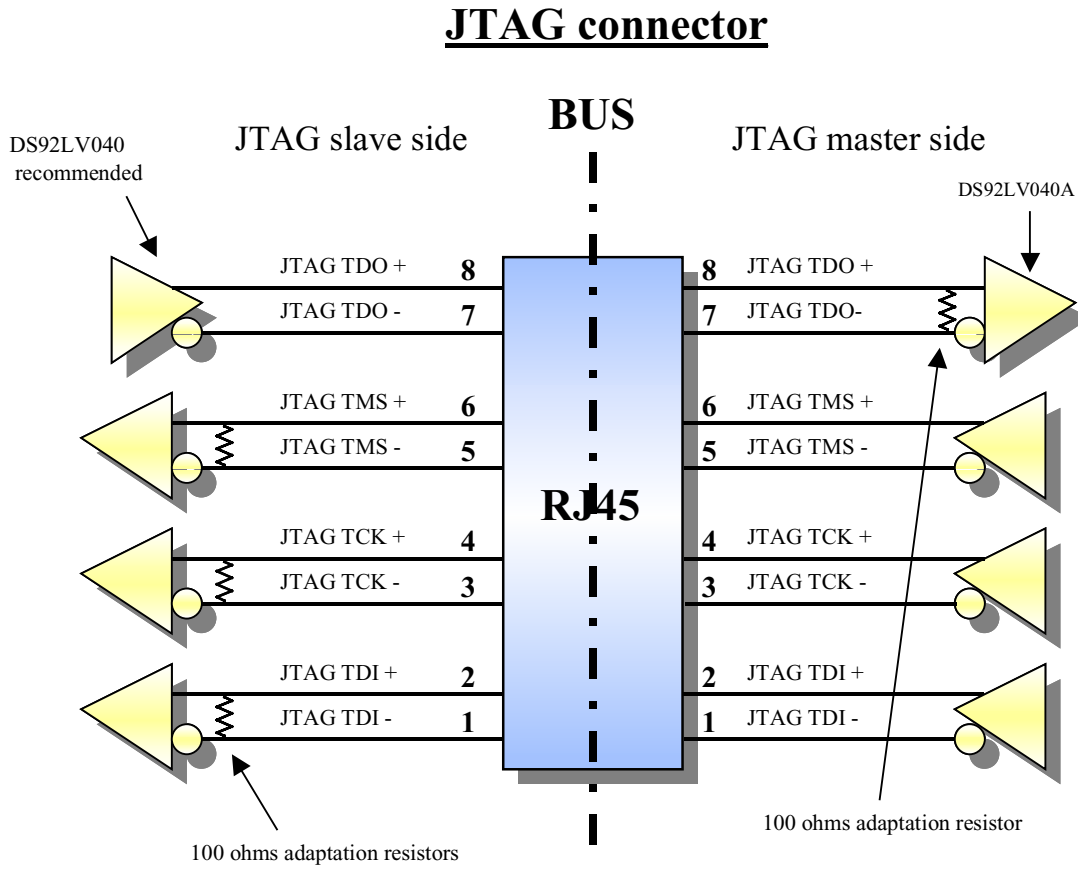 JTAG connector
BUS
JTAG slave side
JTAG master side
DS92LV040
recommended
DS92LV040A
JTAG TDO + 8
8 JTAG TDO +
JTAG TDO - 7
7 JTAG TDO-
JTAG TMS + 6
6 JTAG TMS +
JTAG TMS - 5
5 JTAG TMS -
RJ45
JTAG TCK + 4
4 JTAG TCK +
JTAG TCK - 3
3 JTAG TCK -
JTAG TDI + 2
2 JTAG TDI +
JTAG TDI - 1
1 JTAG TDI -
100 ohms adaptation resistor
100 ohms adaptation resistors